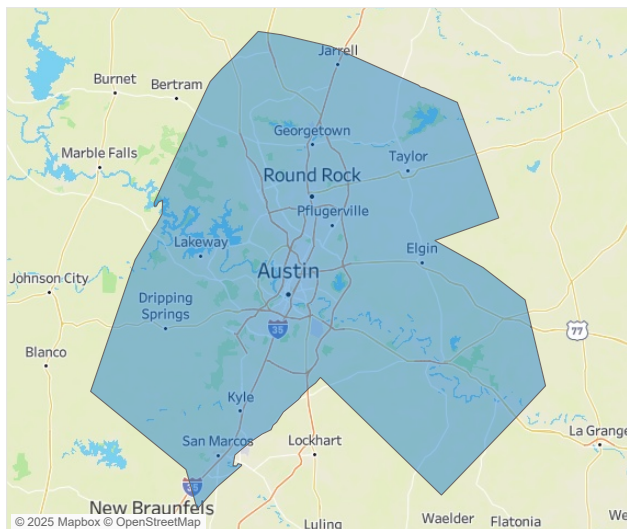 Jarrell
Burnet
Bertram
Georgetown
Marble Falls
Taylor
Round Rock
Pflugerville
Lakeway
Elgin
Austin
Johnson City
Dripping
Springs
35
77
Blanco
Kyle
La Grange
San Marcos
Lockhart
35
New Braunfels
Luling
Waelder
Flatonia
We
© 2025 Mapbox © OpenStreetMap